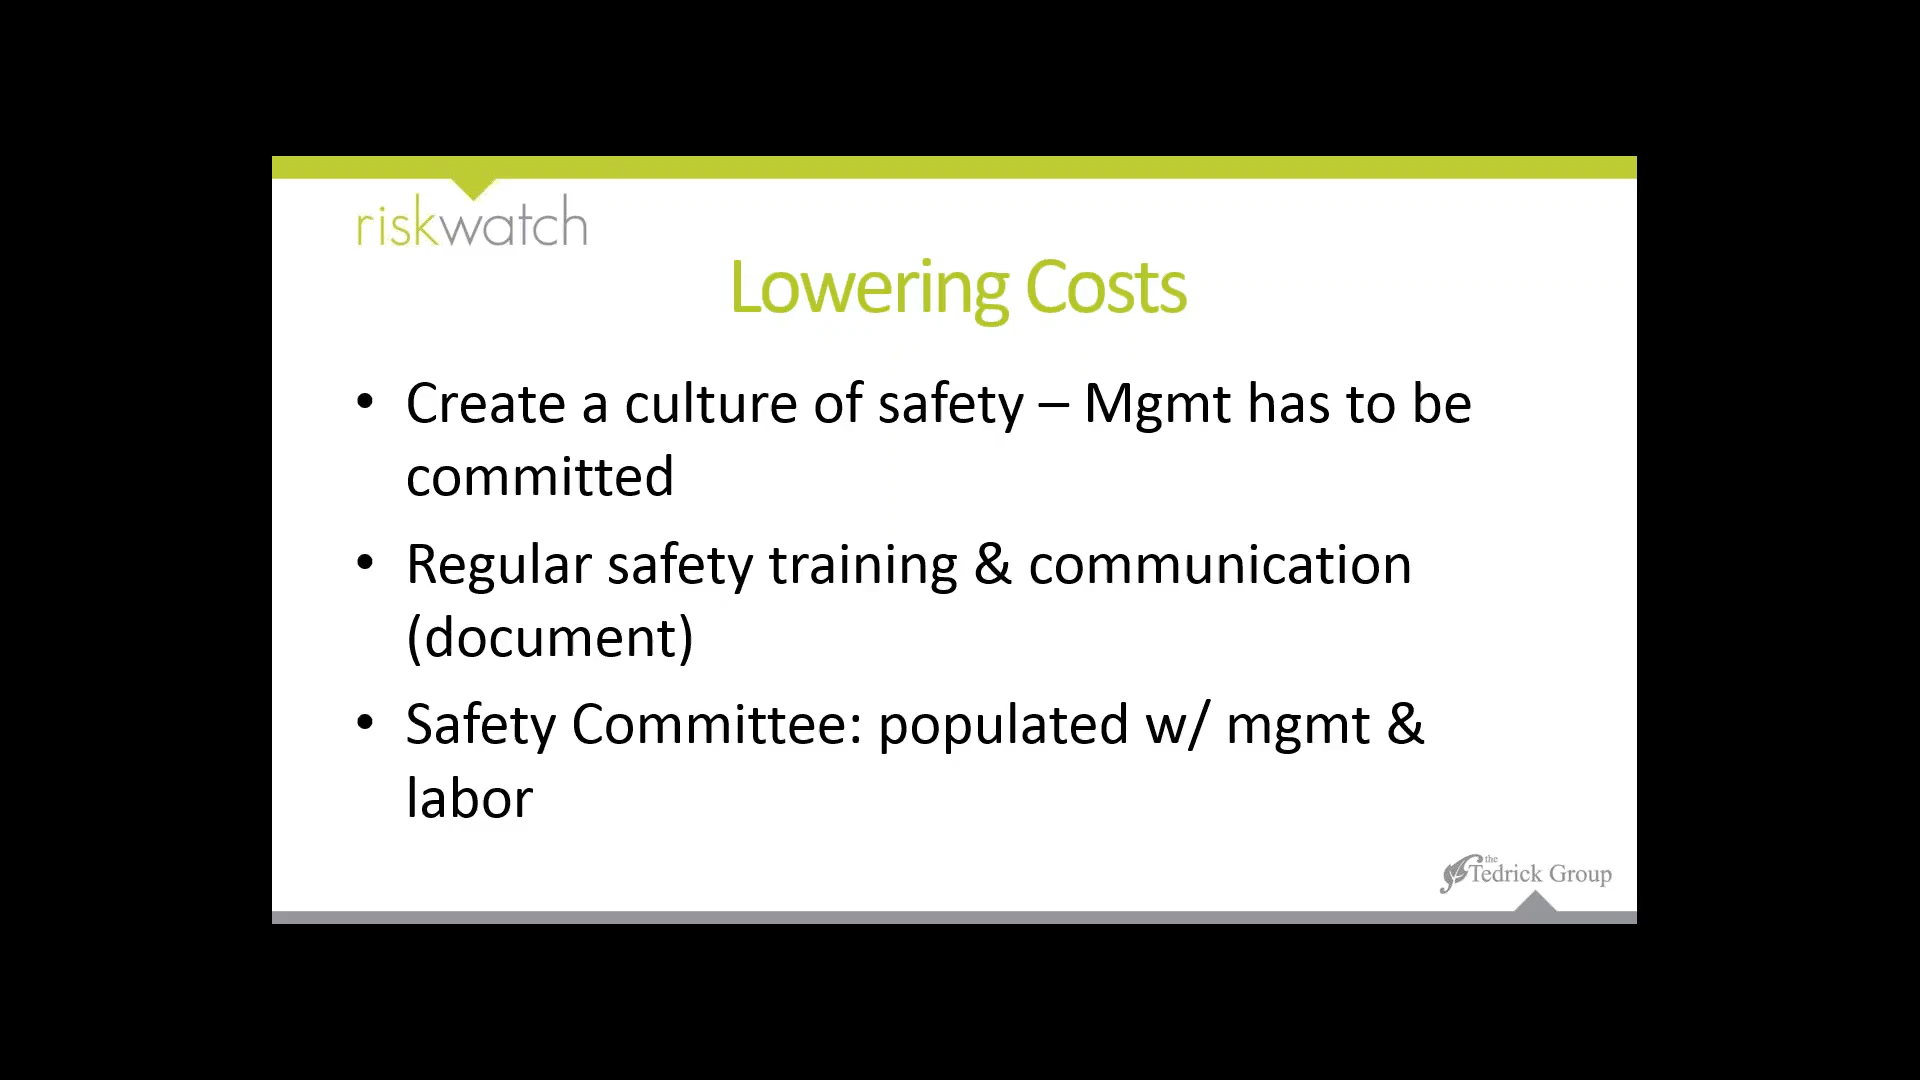 riskwatch
Lowering Costs
• Create a culture of safety – Mgmt has to be
committed
• Regular safety training & communication
(document)
• Safety Committee: populated w/ mgmt &
labor
the
Tedrick Group